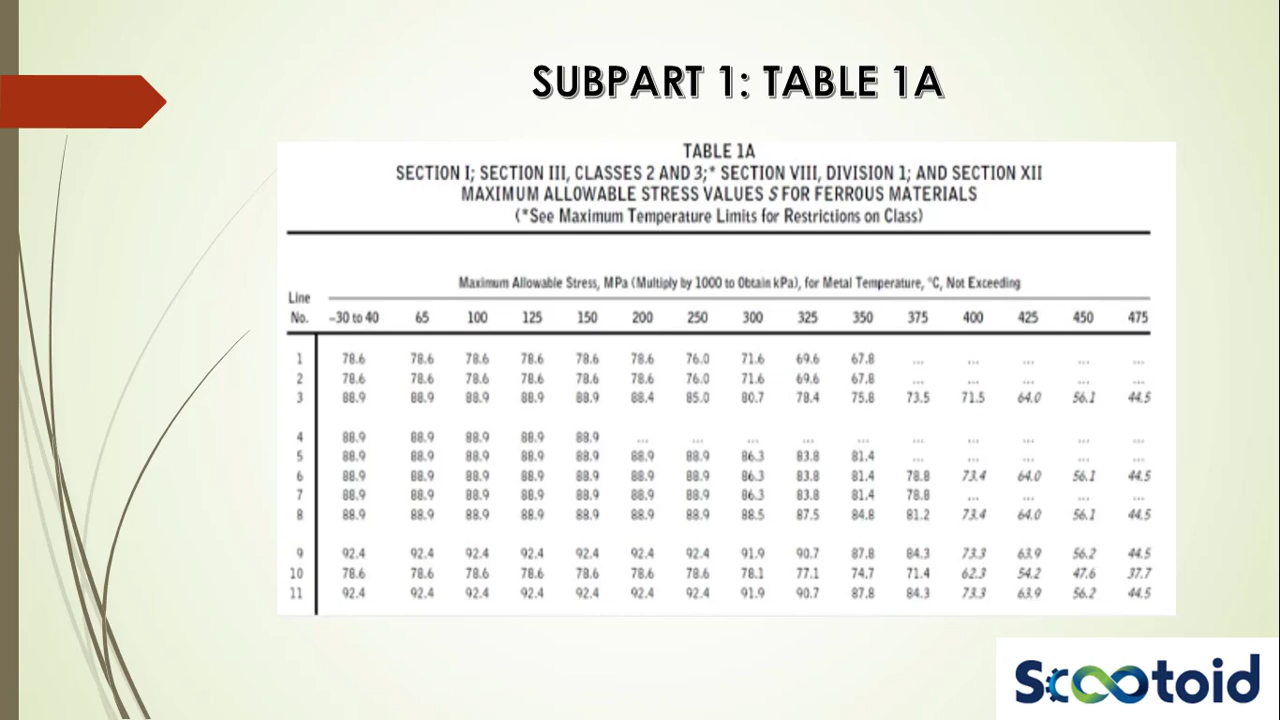 SUBPART 1: TABLE 1A
TABLE 1A
SECTION I; SECTION III, CLASSES 2 AND 3;* SECTION VIII, DIVISION 1; AND SECTION XII
MAXIMUM ALLOWABLE STRESS VALUES S FOR FERROUS MATERIALS
(*See Maximum Temperature Limits for Restrictions on Class)
Maximum Allowable Stress, MPa (Multiply by 1000 to Obtain kPa), for Metal Temperature, °C, Not Exceeding
Line
No. −30 to 40 65 100 125 150 200 250 300 325 350 375 400 425 450 475
1 78.6 78.6 78.6 78.6 78.6 78.6 76.0 71.6 69.6 67.8 ... ... ... ... ...
2 78.6 78.6 78.6 78.6 78.6 78.6 76.0 71.6 69.6 67.8 ... ... ... ... ...
3 88.9 88.9 88.9 88.9 88.9 88.4 85.0 80.7 78.4 75.8 73.5 71.5 64.0 56.1 44.5
4 88.9 88.9 88.9 88.9 88.9 ... ... ... ... ... ... ... ... ... ...
5 88.9 88.9 88.9 88.9 88.9 88.9 88.9 86.3 83.8 81.4 ... ... ... ... ...
6 88.9 88.9 88.9 88.9 88.9 88.9 88.9 86.3 83.8 81.4 78.8 73.4 64.0 56.1 44.5
7 88.9 88.9 88.9 88.9 88.9 88.9 88.9 86.3 83.8 81.4 78.8 ... ... ... ...
8 88.9 88.9 88.9 88.9 88.9 88.9 88.9 88.5 87.5 84.8 81.2 73.4 64.0 56.1 44.5
9 92.4 92.4 92.4 92.4 92.4 92.4 92.4 91.9 90.7 87.8 84.3 73.3 63.9 56.2 44.5
10 78.6 78.6 78.6 78.6 78.6 78.6 78.6 78.1 77.1 74.7 71.4 62.3 54.2 47.6 37.7
11 92.4 92.4 92.4 92.4 92.4 92.4 92.4 91.9 90.7 87.8 84.3 73.3 63.9 56.2 44.5
Scootoid